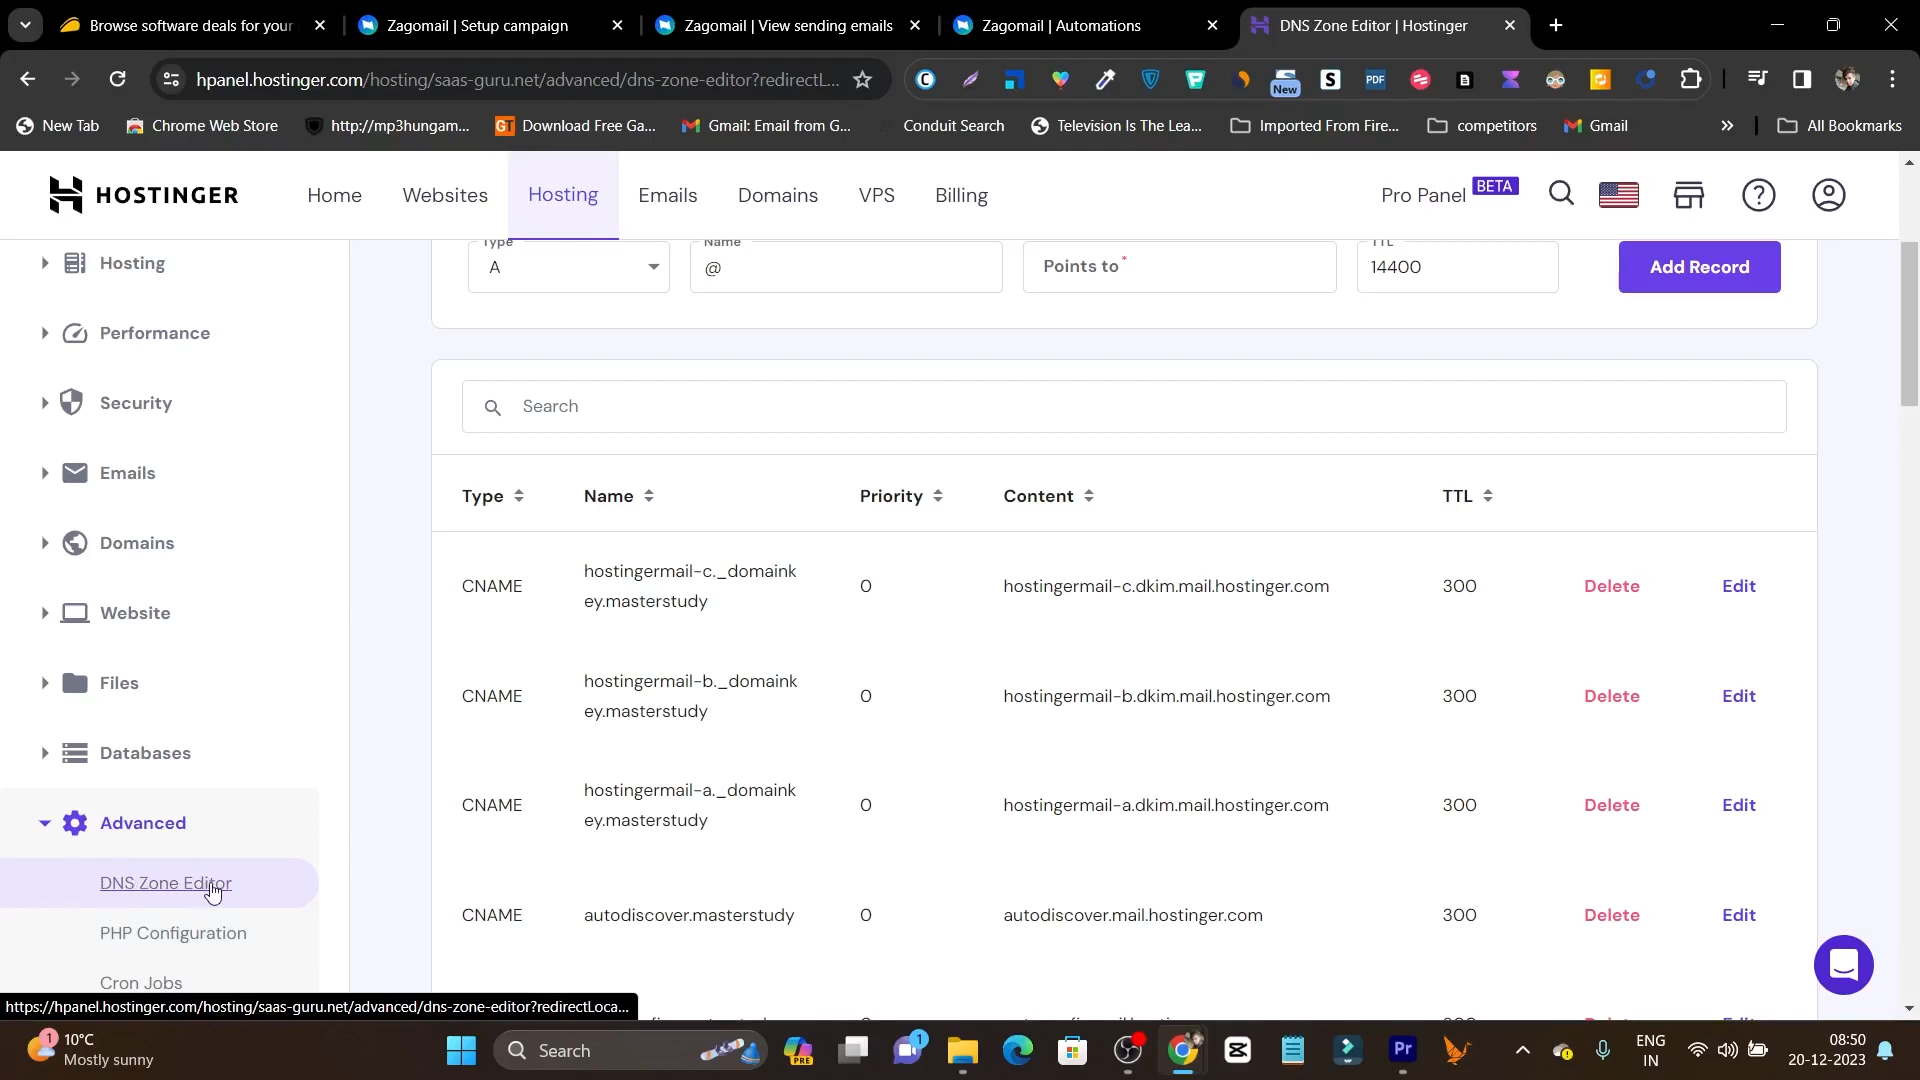 Browse software deals for your
Zagomail | Setup campaign
Zagomail | View sending emails
Zagomail | Automations
DNS Zone Editor | Hostinger
hpanel.hostinger.com/hosting/saas-guru.net/advanced/dns-zone-editor?redirectL...
New
PDF
New Tab
Chrome Web Store
http://mp3hungam...
GT Download Free Ga...
Gmail: Email from G...
Conduit Search
Television Is The Lea...
Imported From Fire...
competitors
Gmail
All Bookmarks
HOSTINGER
Home
Websites
Hosting
Emails
Domains
VPS
Billing
Pro Panel BETA
Type
A
Name
@
Points to*
TTL
14400
Add Record
Hosting
Performance
Security
Emails
Domains
Website
Files
Databases
Advanced
DNS Zone Editor
PHP Configuration
Cron Jobs
Search
Type Name Priority Content TTL
hostingermail-c._domaink
CNAME 0 hostingermail-c.dkim.mail.hostinger.com 300 Delete Edit
ey.masterstudy
hostingermail-b._domaink
CNAME 0 hostingermail-b.dkim.mail.hostinger.com 300 Delete Edit
ey.masterstudy
hostingermail-a._domaink
CNAME 0 hostingermail-a.dkim.mail.hostinger.com 300 Delete Edit
ey.masterstudy
CNAME autodiscover.masterstudy 0 autodiscover.mail.hostinger.com 300 Delete Edit
https://hpanel.hostinger.com/hosting/saas-guru.net/advanced/dns-zone-editor?redirectLoca...
1
10°C
Mostly sunny
Search
PRE
1
Pr
ENG
IN
08:50
20-12-2023